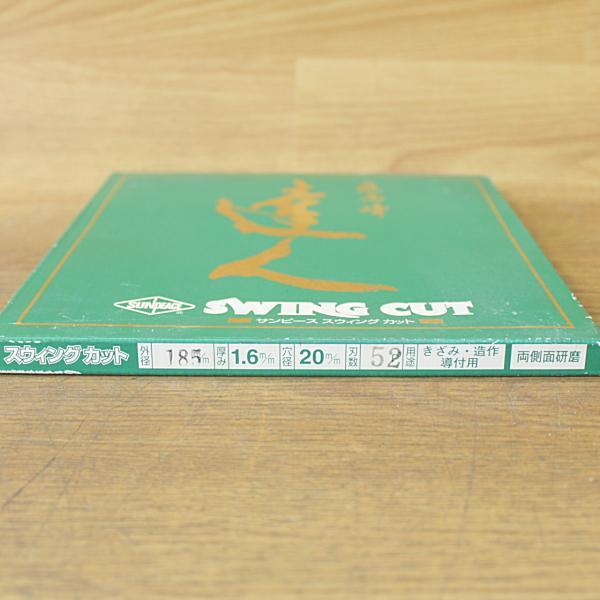 達人
SUNPEACE
SWING CUT
サンピース スウィング カット
スウィング カット 外径 185m/m 厚み 1.6m/m 穴径 20m/m 刃数 52 用途 きざみ・造作 導付用 両側面研磨